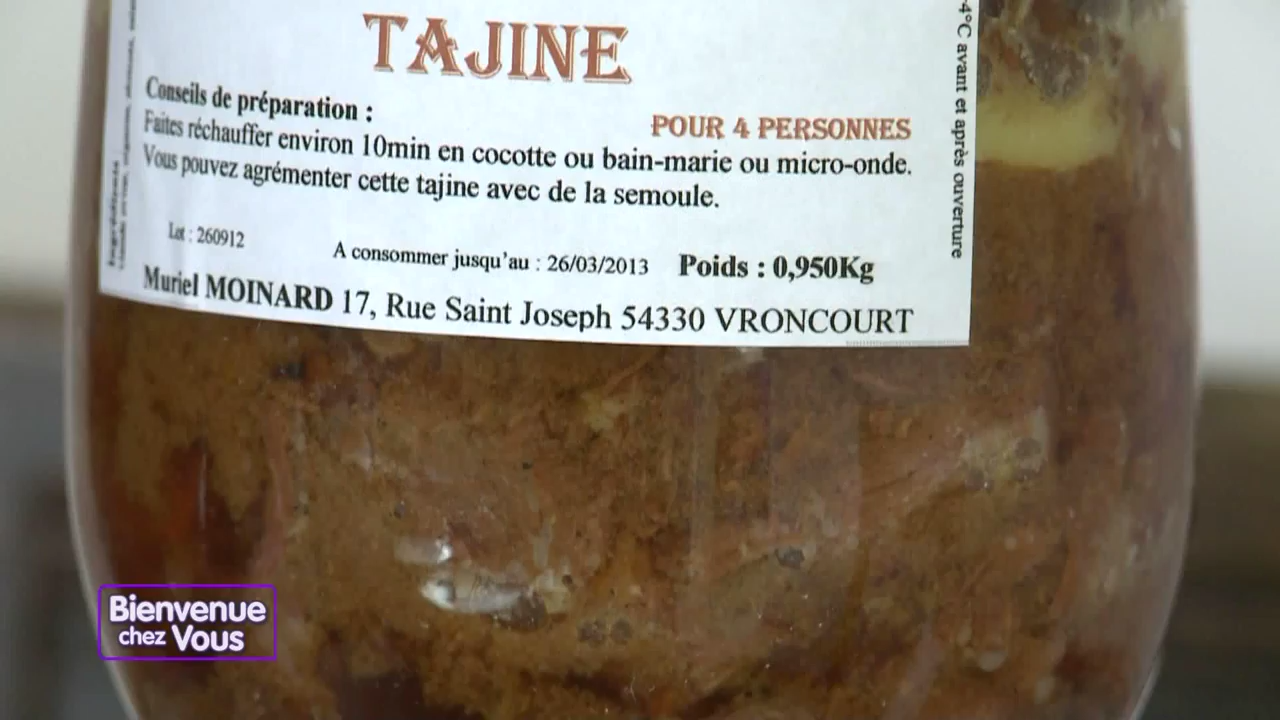 TAJINE
Conseils de préparation :
POUR 4 PERSONNES
Faites réchauffer environ 10min en cocotte ou bain-marie ou micro-onde.
Vous pouvez agrémenter cette tajine avec de la semoule.
Lot : 260912
A consommer jusqu'au : 26/03/2013 Poids : 0,950Kg
Muriel MOINARD 17, Rue Saint Joseph 54330 VRONCOURT
4°C avant et après ouverture
Bienvenue
chez Vous